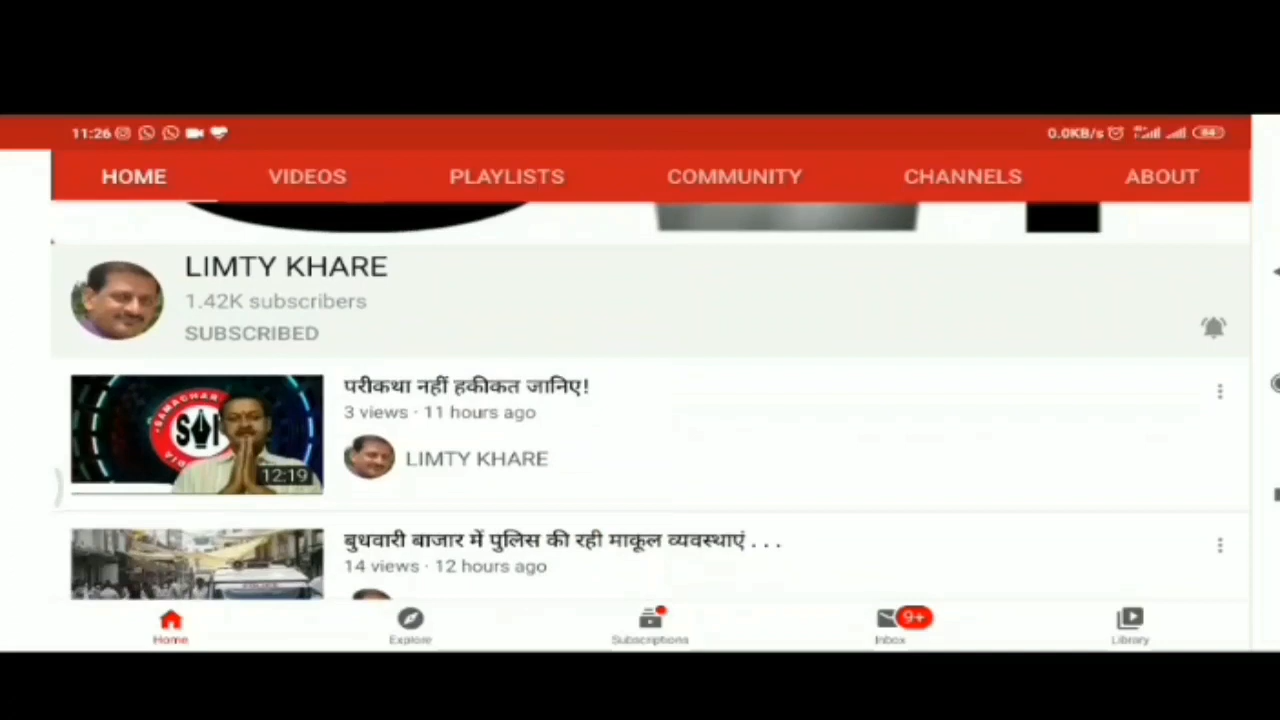 11:26
0.0KB/s
84
HOME VIDEOS PLAYLISTS COMMUNITY CHANNELS ABOUT
LIMTY KHARE
1.42K subscribers
SUBSCRIBED
परीकथा नहीं हकीकत जानिए!
3 views · 11 hours ago
LIMTY KHARE
SAMACHAR
12:19
बुधवारी बाजार में पुलिस की रही माकूल व्यवस्थाएं . . .
14 views · 12 hours ago
9+
Home Explore Subscriptions Inbox Library